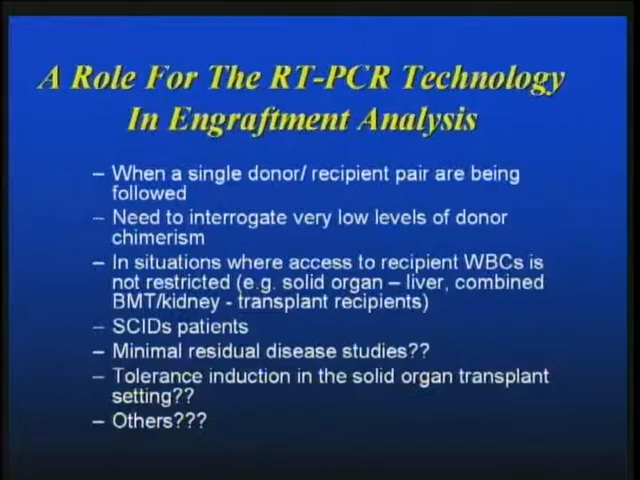 A Role For The RT-PCR Technology
In Engraftment Analysis
– When a single donor/ recipient pair are being
followed
– Need to interrogate very low levels of donor
chimerism
– In situations where access to recipient WBCs is
not restricted (e.g. solid organ – liver, combined
BMT/kidney - transplant recipients)
– SCIDs patients
– Minimal residual disease studies??
– Tolerance induction in the solid organ transplant
setting??
– Others???